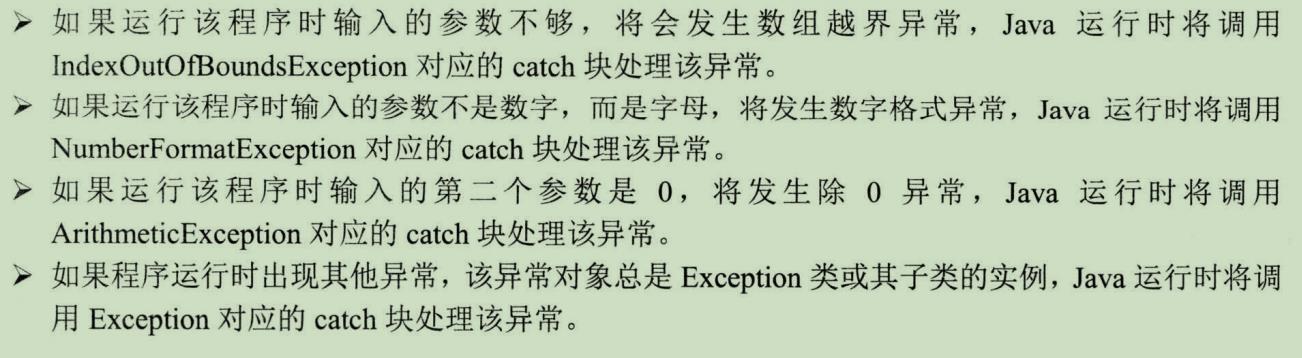 ➢ 如果运行该程序时输入的参数不够，将会发生数组越界异常，Java 运行时将调用
IndexOutOfBoundsException 对应的 catch 块处理该异常。
➢ 如果运行该程序时输入的参数不是数字，而是字母，将发生数字格式异常，Java 运行时将调用
NumberFormatException 对应的 catch 块处理该异常。
➢ 如果运行该程序时输入的第二个参数是 0，将发生除 0 异常，Java 运行时将调用
ArithmeticException 对应的 catch 块处理该异常。
➢ 如果程序运行时出现其他异常，该异常对象总是 Exception 类或其子类的实例，Java 运行时将调
用 Exception 对应的 catch 块处理该异常。